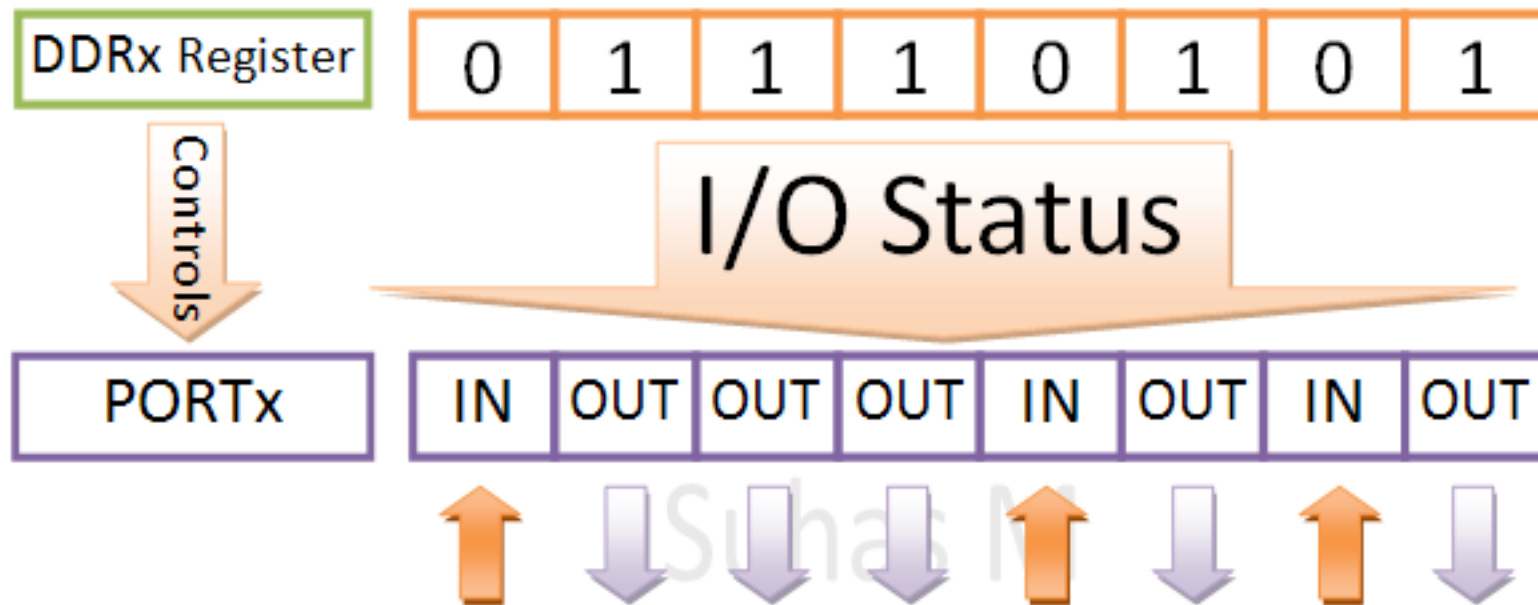 DDRx Register 0 1 1 1 0 1 0 1
Controls
I/O Status
PORTx IN OUT OUT OUT IN OUT IN OUT
Suhas M